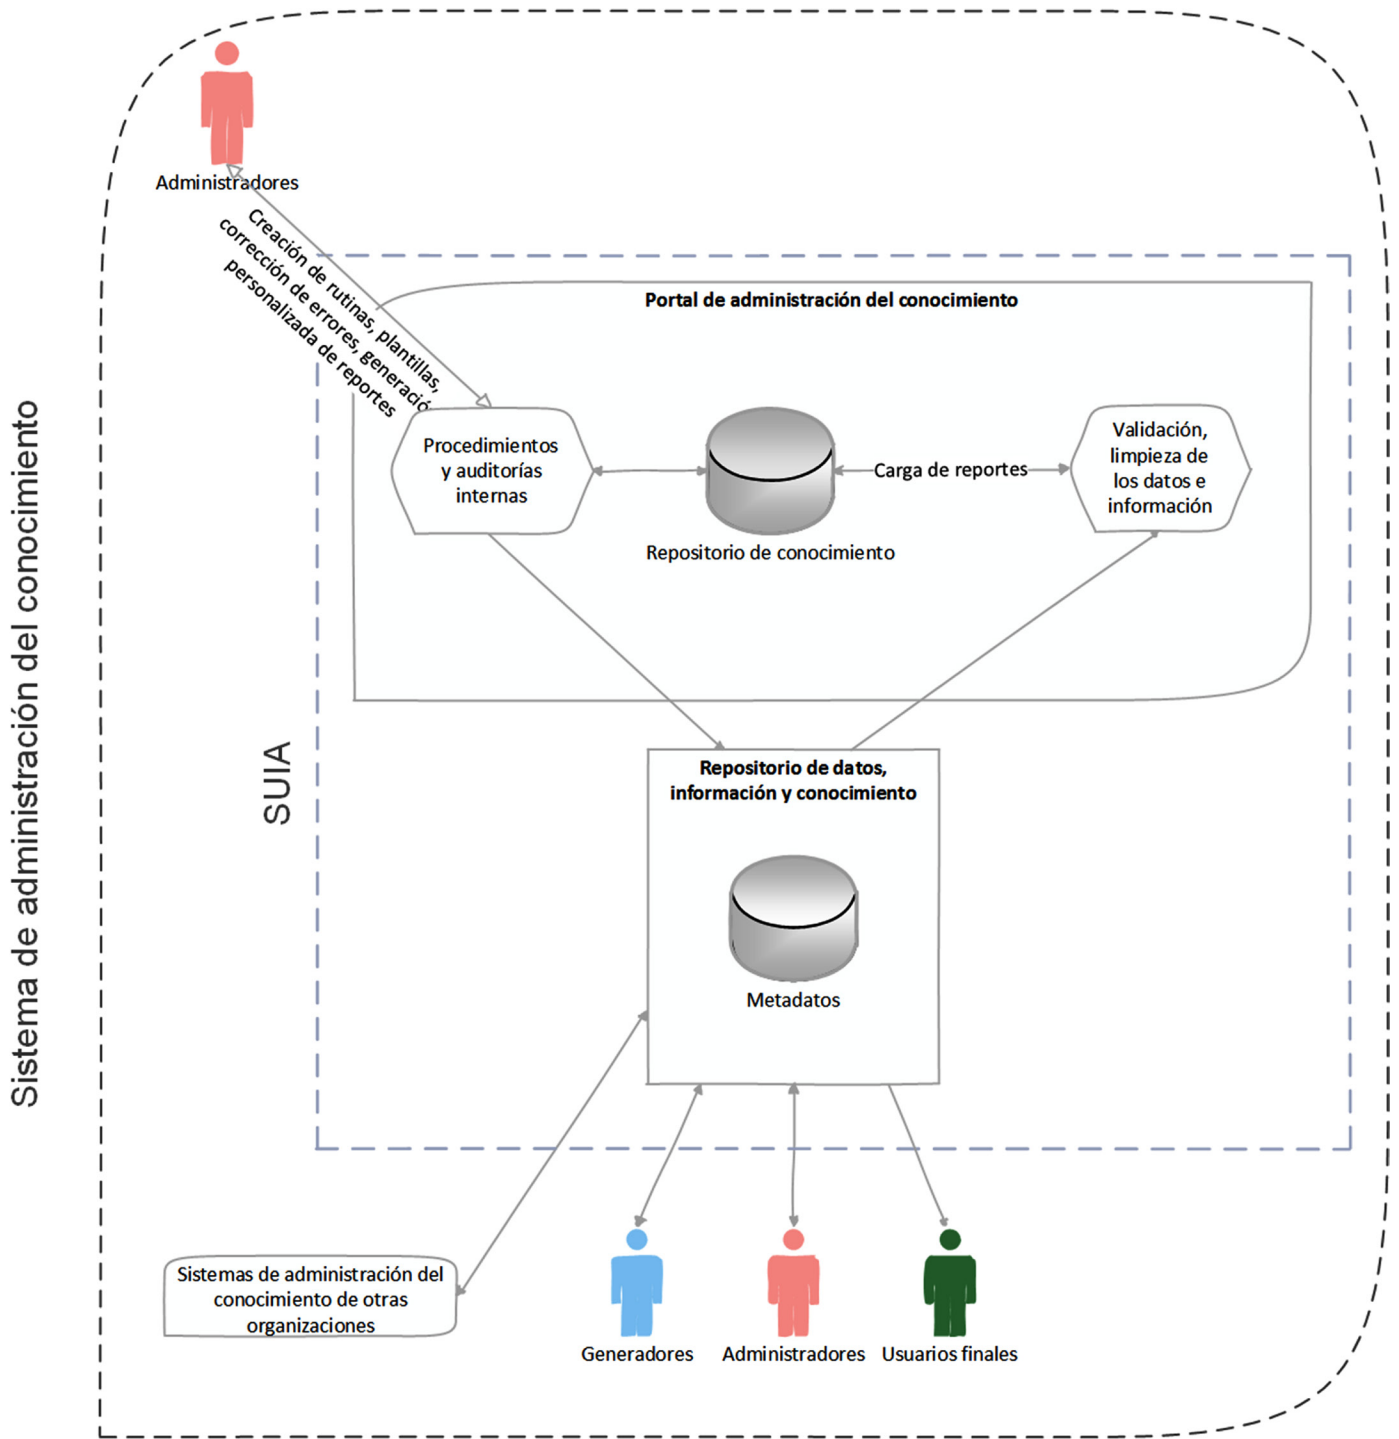 Sistema de administración del conocimiento
Administradores
Creación de rutinas, plantillas,
corrección de errores, generació
personalizada de reportes
SUIA
Portal de administración del conocimiento
Procedimientos
y auditorías
internas
Repositorio de conocimiento
Carga de reportes
Validación,
limpieza de
los datos e
información
Repositorio de datos,
información y conocimiento
Metadatos
Sistemas de administración del
conocimiento de otras
organizaciones
Generadores
Administradores
Usuarios finales